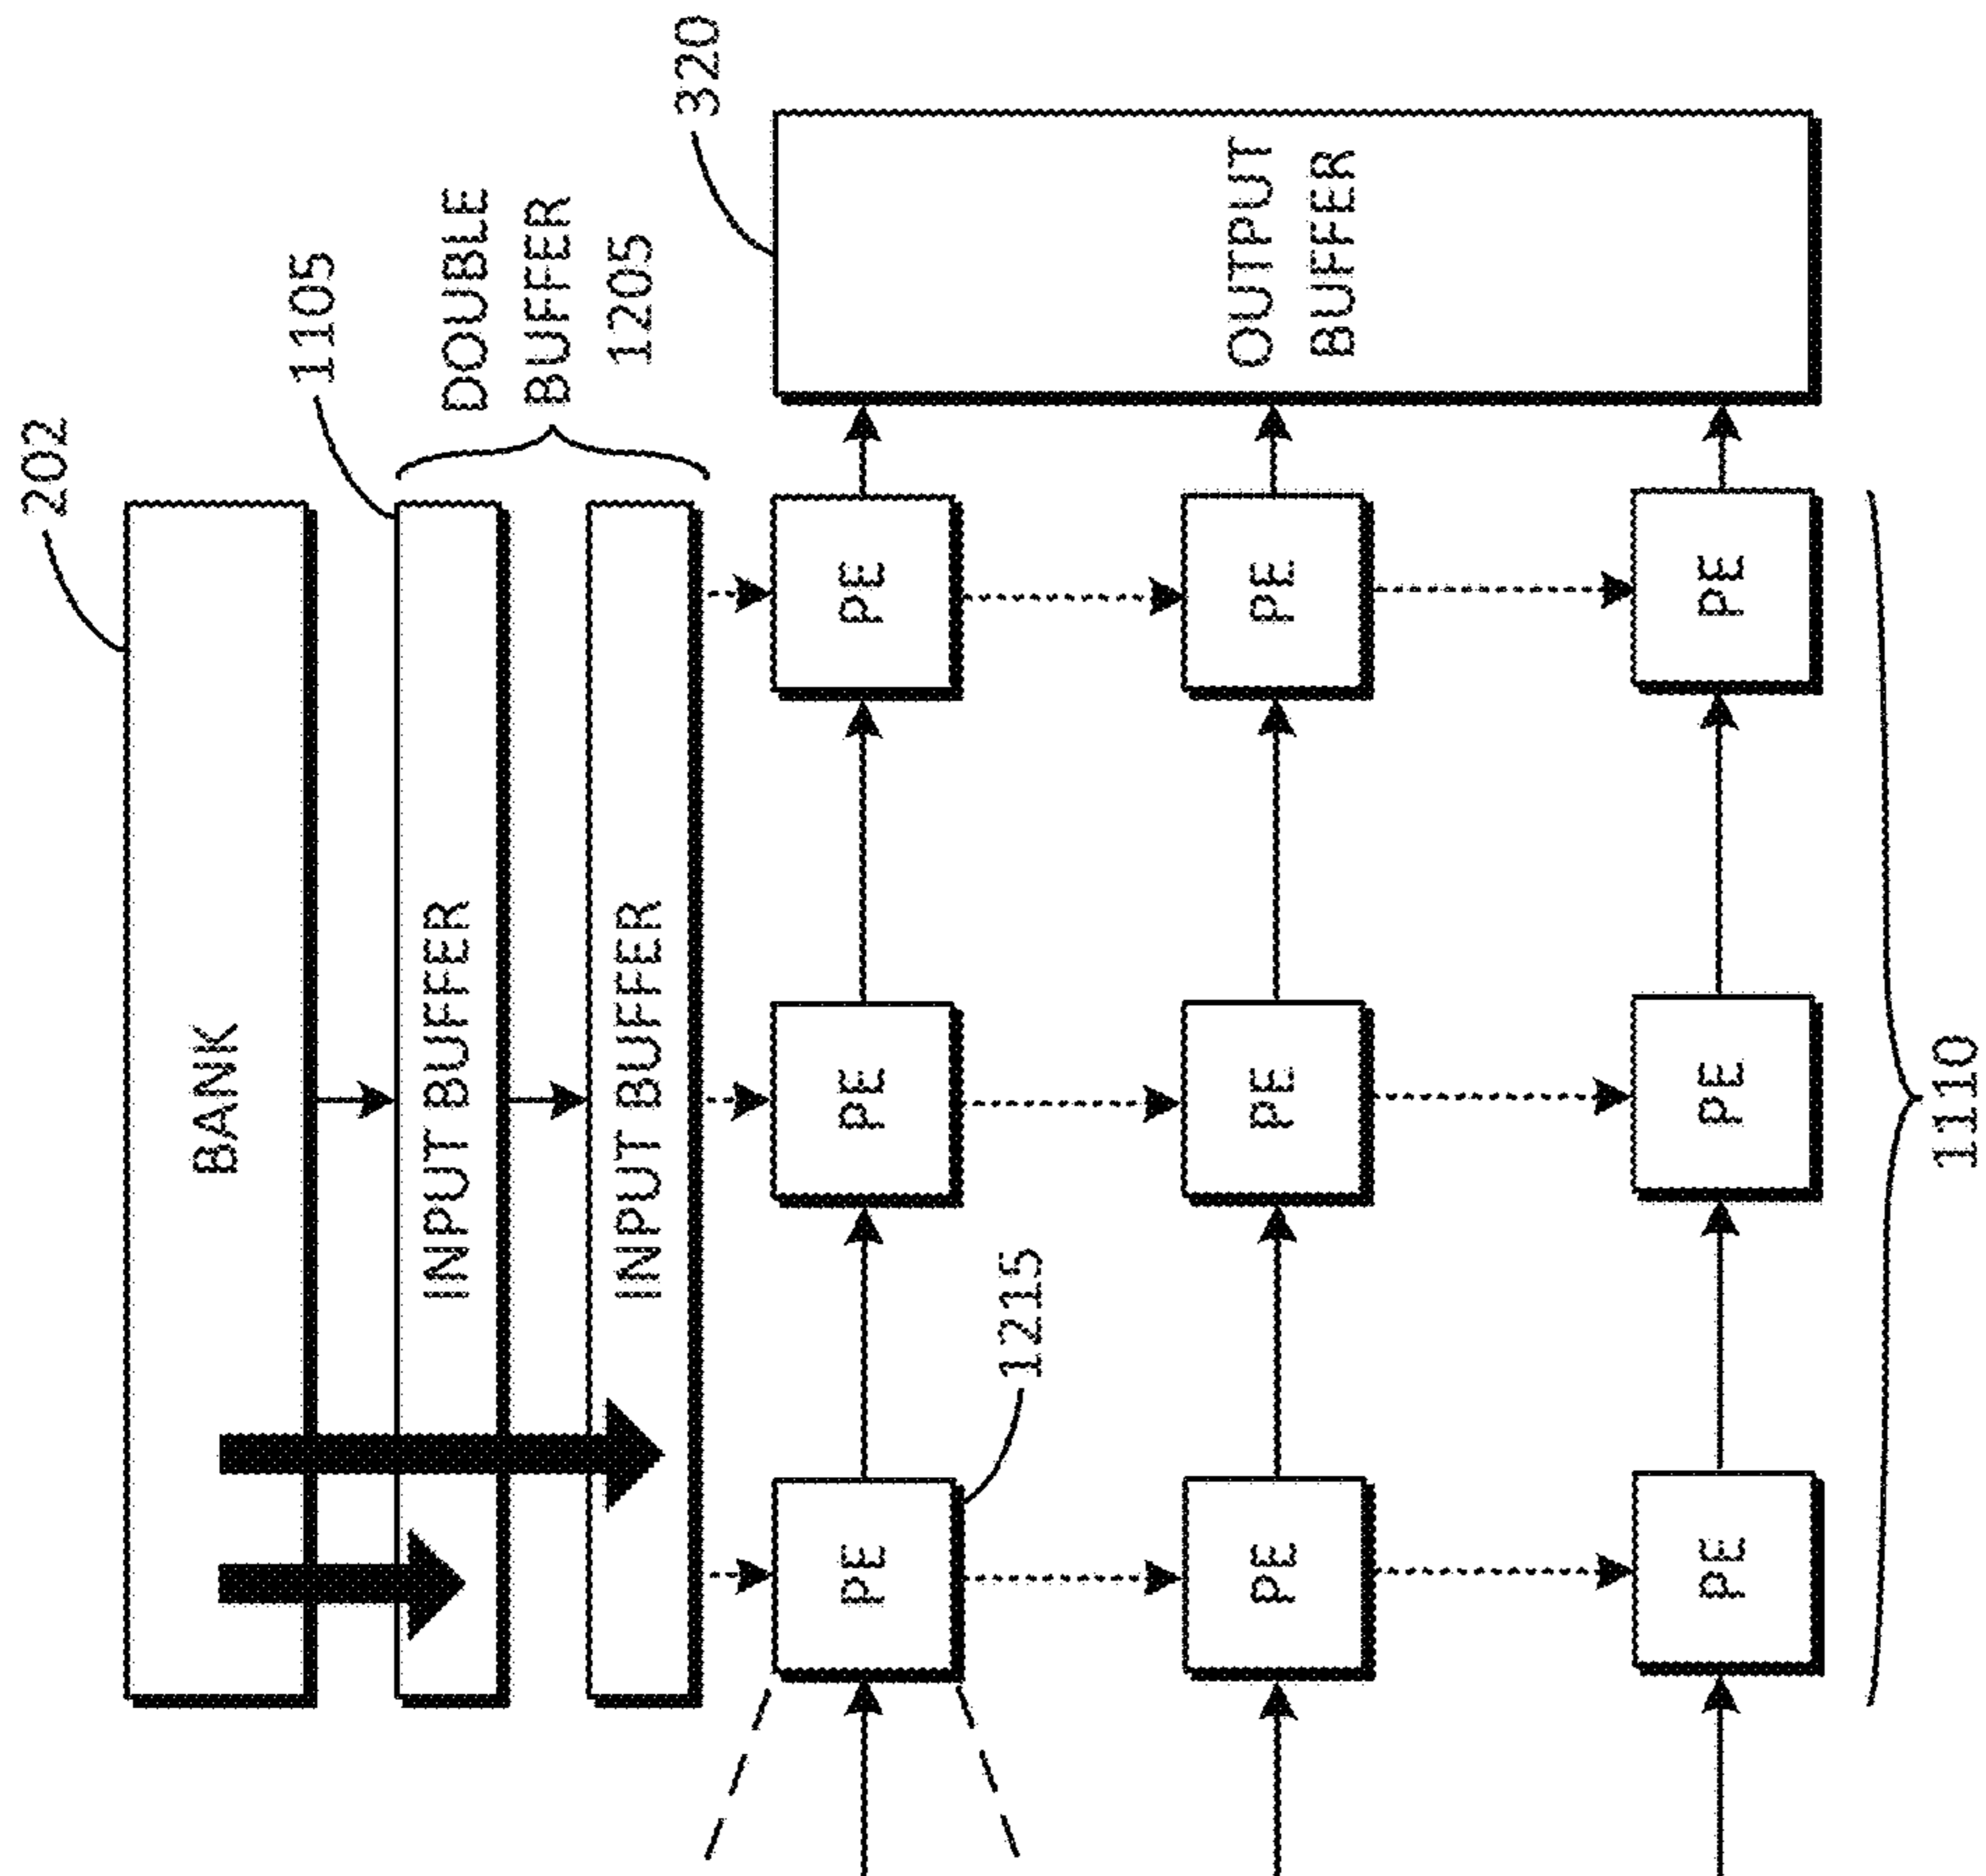 202
BANK
1105
INPUT BUFFER
INPUT BUFFER
DOUBLE
BUFFER
1205
320
PE
PE
PE
1215
PE
PE
PE
OUTPUT
BUFFER
PE
PE
PE
1110